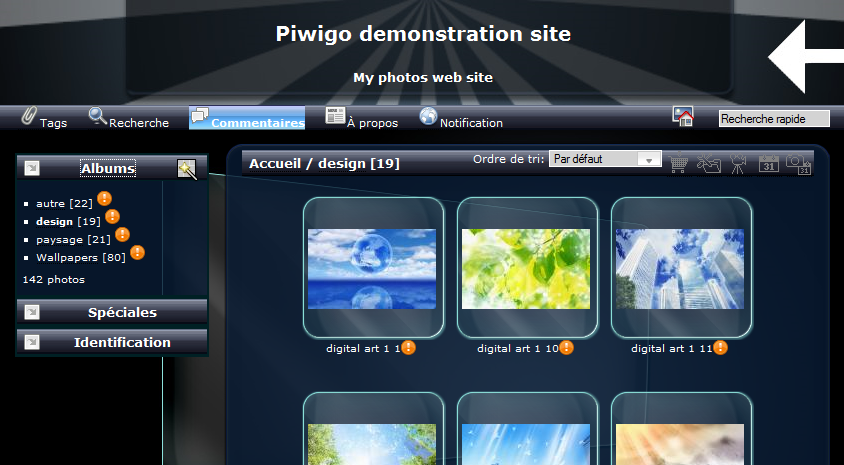 Piwigo demonstration site
My photos web site
Tags Recherche Commentaires À propos Notification Recherche rapide
Albums
autre [22]
design [19]
paysage [21]
Wallpapers [80]
142 photos
Spéciales
Identification
Accueil / design [19] Ordre de tri: Par défaut 31 31
digital art 1 1 digital art 1 10 digital art 1 11